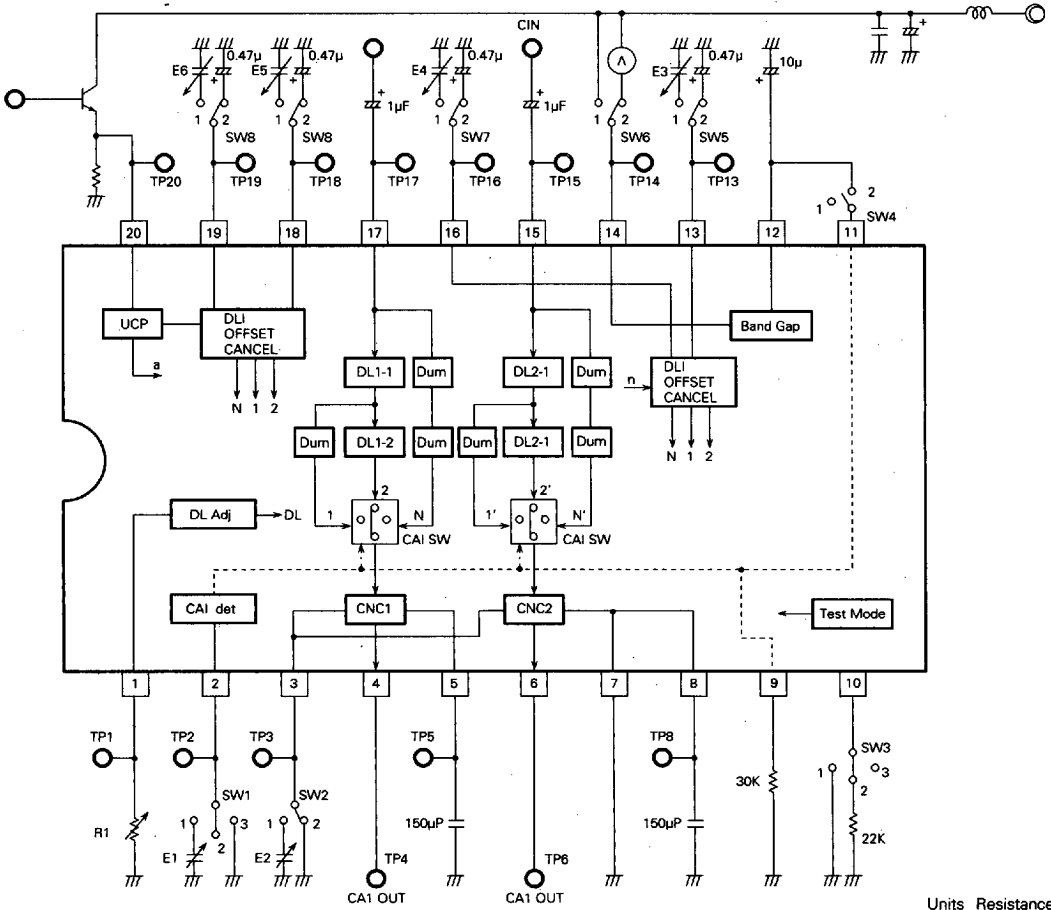 CIN
E6
0.47μ
E5
0.47μ
E4
0.47μ
A
E3
0.47μ
10μ
+
+
+
+
+
+
+
+
1μF
1μF
1 2
SW8
1 2
SW8
1 2
SW7
1 2
SW6
1 2
SW5
1 2
SW4
TP20
TP19
TP18
TP17
TP16
TP15
TP14
TP13
20
19
18
17
16
15
14
13
12
11
UCP
DLI
OFFSET
CANCEL
Band Gap
a
N 1 2
DL1-1
Dum
DL2-1
Dum
n
DLI
OFFSET
CANCEL
Dum
DL1-2
Dum
Dum
DL2-1
Dum
N 1 2
2
2'
1
N
1'
N'
DL Adj
DL
CAI SW
CAI SW
CAI det
CNC1
CNC2
Test Mode
1
2
3
4
5
6
7
8
9
10
TP1
TP2
TP3
TP5
TP8
SW1
1 2 3
SW2
1 2
SW3
1 2 3
30K
R1
E1
E2
150μP
150μP
22K
TP4
TP6
CA1 OUT
CA1 OUT
Units Resistance